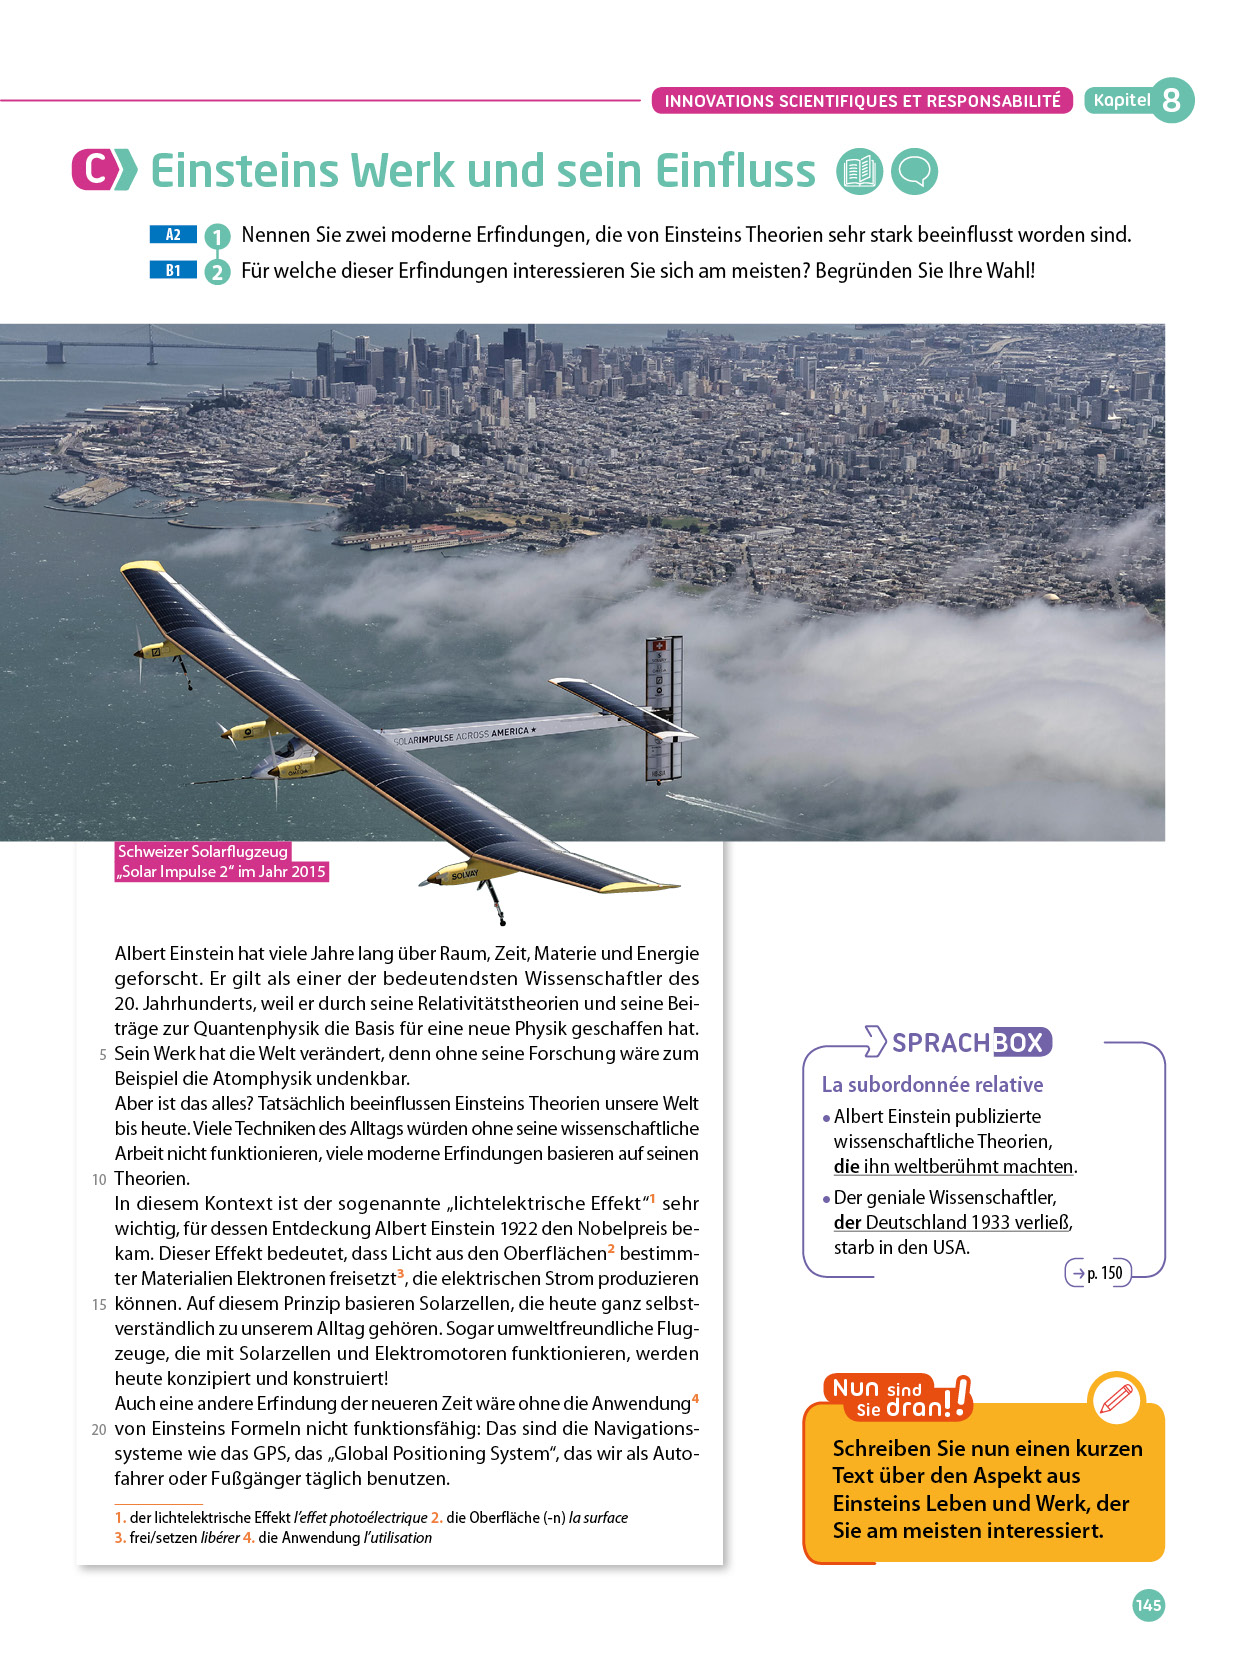 INNOVATIONS SCIENTIFIQUES ET RESPONSABILITÉ
Kapitel 8
C Einsteins Werk und sein Einfluss
A2 1 Nennen Sie zwei moderne Erfindungen, die von Einsteins Theorien sehr stark beeinflusst worden sind.
B1 2 Für welche dieser Erfindungen interessieren Sie sich am meisten? Begründen Sie Ihre Wahl!
SOLARIMPULSE ACROSS AMERICA
SOLVAY
Schweizer Solarflugzeug
„Solar Impulse 2“ im Jahr 2015
Albert Einstein hat viele Jahre lang über Raum, Zeit, Materie und Energie
geforscht. Er gilt als einer der bedeutendsten Wissenschaftler des
20. Jahrhunderts, weil er durch seine Relativitätstheorien und seine Bei-
träge zur Quantenphysik die Basis für eine neue Physik geschaffen hat.
5 Sein Werk hat die Welt verändert, denn ohne seine Forschung wäre zum
Beispiel die Atomphysik undenkbar.
Aber ist das alles? Tatsächlich beeinflussen Einsteins Theorien unsere Welt
bis heute. Viele Techniken des Alltags würden ohne seine wissenschaftliche
Arbeit nicht funktionieren, viele moderne Erfindungen basieren auf seinen
10 Theorien.
In diesem Kontext ist der sogenannte „lichtelektrische Effekt“1 sehr
wichtig, für dessen Entdeckung Albert Einstein 1922 den Nobelpreis be-
kam. Dieser Effekt bedeutet, dass Licht aus den Oberflächen2 bestimm-
ter Materialien Elektronen freisetzt3, die elektrischen Strom produzieren
15 können. Auf diesem Prinzip basieren Solarzellen, die heute ganz selbst-
verständlich zu unserem Alltag gehören. Sogar umweltfreundliche Flug-
zeuge, die mit Solarzellen und Elektromotoren funktionieren, werden
heute konzipiert und konstruiert!
Auch eine andere Erfindung der neueren Zeit wäre ohne die Anwendung4
20 von Einsteins Formeln nicht funktionsfähig: Das sind die Navigations-
systeme wie das GPS, das „Global Positioning System“, das wir als Auto-
fahrer oder Fußgänger täglich benutzen.
1. der lichtelektrische Effekt l’effet photoélectrique 2. die Oberfläche (-n) la surface
3. frei/setzen libérer 4. die Anwendung l’utilisation
SPRACHBOX
La subordonnée relative
• Albert Einstein publizierte
wissenschaftliche Theorien,
die ihn weltberühmt machten.
• Der geniale Wissenschaftler,
der Deutschland 1933 verließ,
starb in den USA.
→ p. 150
Nun sind
Sie dran!!
Schreiben Sie nun einen kurzen
Text über den Aspekt aus
Einsteins Leben und Werk, der
Sie am meisten interessiert.
145